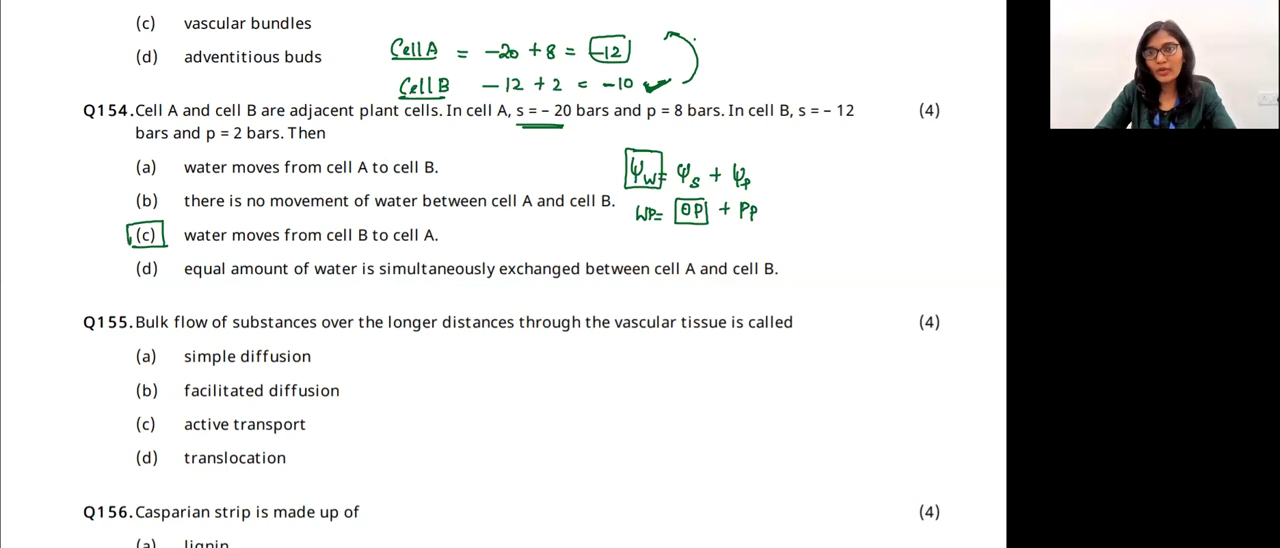 (c) vascular bundles
(d) adventitious buds
Cell A = -20 + 8 = -12
Cell B -12 + 2 = -10
Q154. Cell A and cell B are adjacent plant cells. In cell A, s = – 20 bars and p = 8 bars. In cell B, s = – 12 (4)
bars and p = 2 bars. Then
(a) water moves from cell A to cell B.
(b) there is no movement of water between cell A and cell B.
(c) water moves from cell B to cell A.
(d) equal amount of water is simultaneously exchanged between cell A and cell B.
Ψw = Ψs + Ψp
WP = OP + Pp
Q155. Bulk flow of substances over the longer distances through the vascular tissue is called (4)
(a) simple diffusion
(b) facilitated diffusion
(c) active transport
(d) translocation
Q156. Casparian strip is made up of (4)
(a) lignin